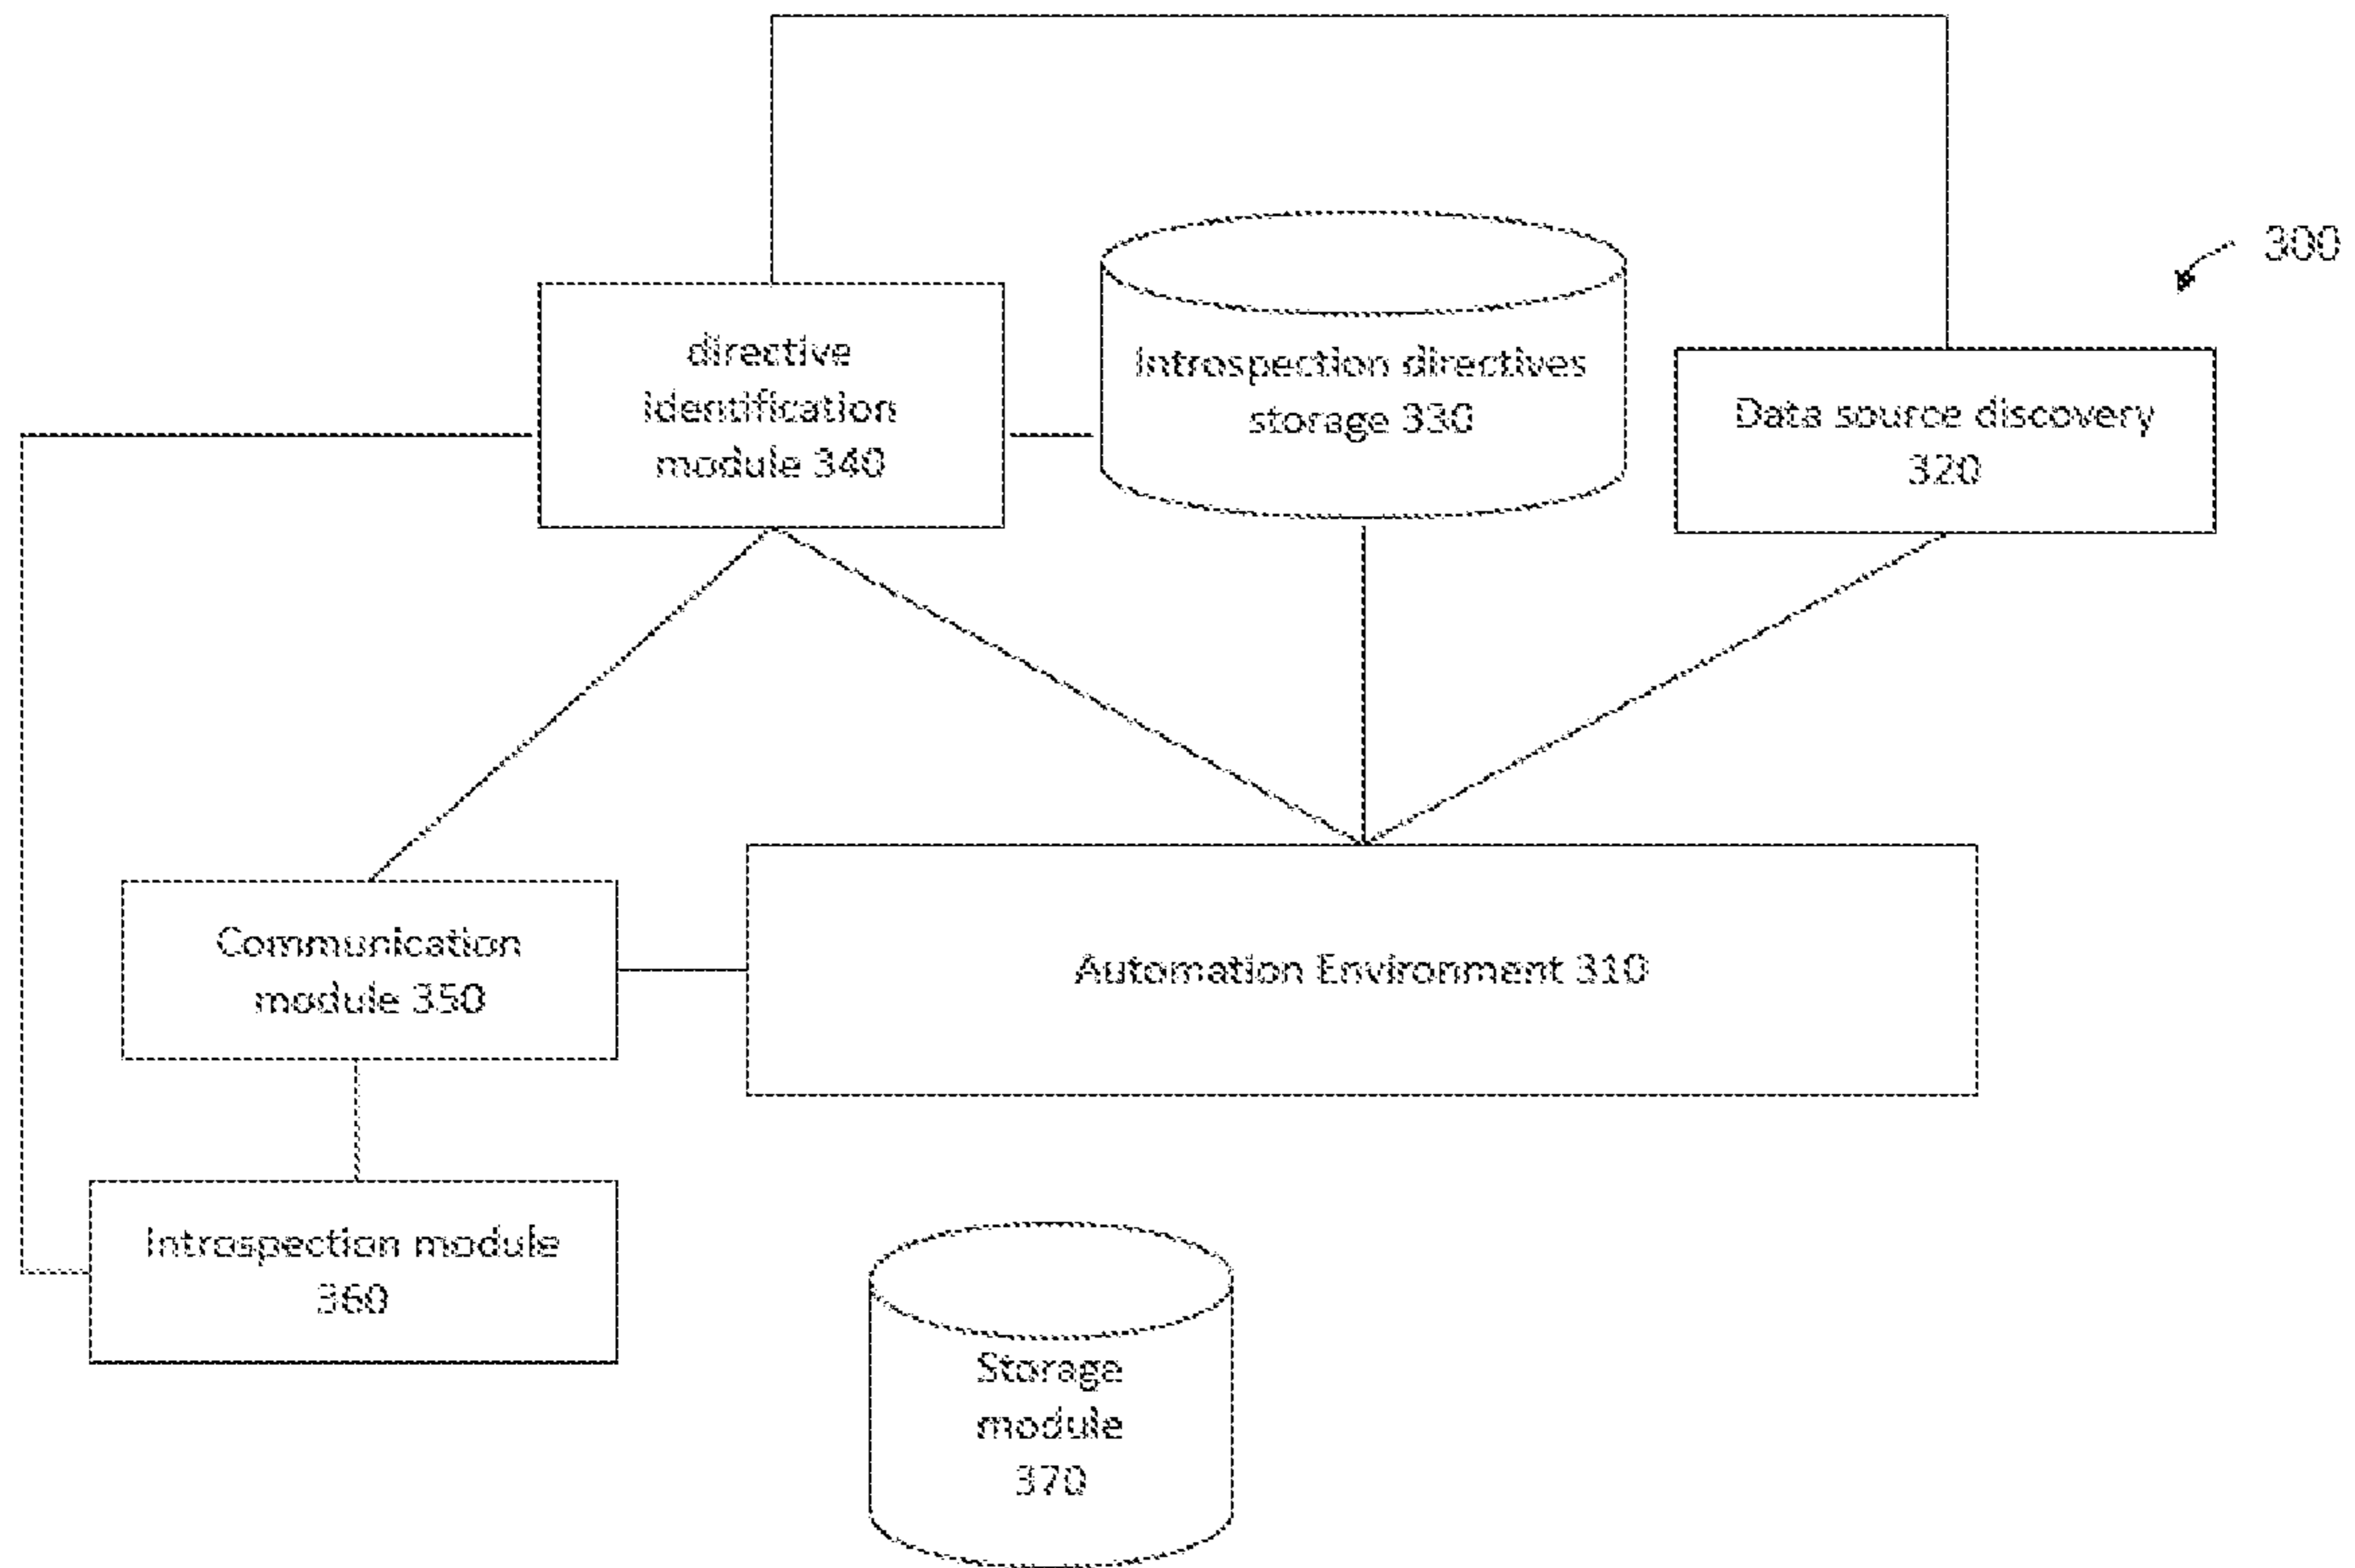 300
directive
identification
module 340
Introspection directives
storage 330
Data source discovery
320
Communication
module 350
Automation Environment 310
Introspection module
360
Storage
module
370